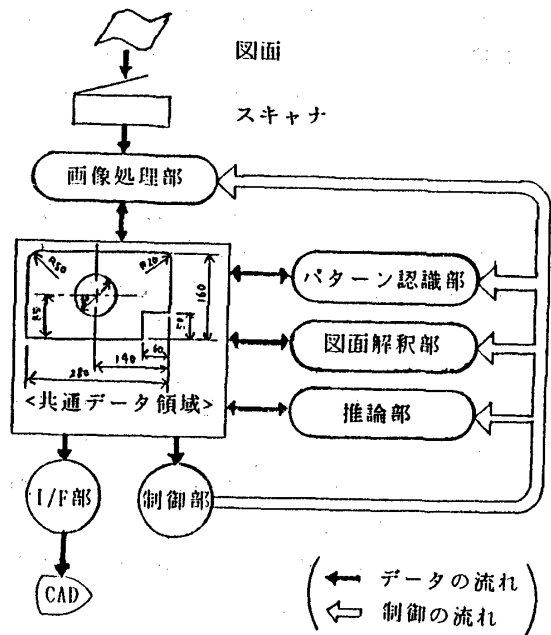 図面
スキャナ
画像処理部
R50
R20
160
85
60
140
280
<共通データ領域>
パターン認識部
図面解釈部
推論部
I/F部
制御部
CAD
データの流れ
制御の流れ